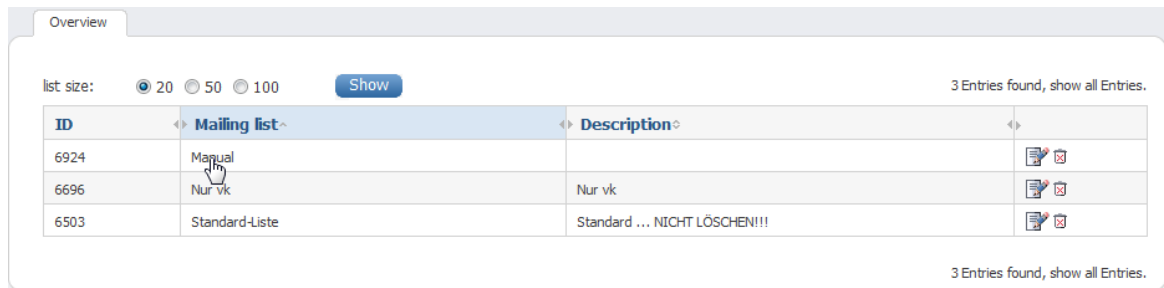 Overview
list size: 20 50 100 Show 3 Entries found, show all Entries.
ID Mailing list Description
6924 Manual
6696 Nur vk Nur vk
6503 Standard-Liste Standard ... NICHT LÖSCHEN!!!
3 Entries found, show all Entries.